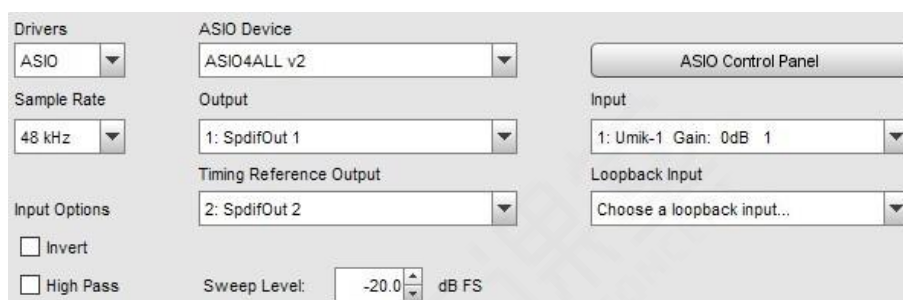 Drivers
ASIO Device
ASIO
ASIO4ALL v2
ASIO Control Panel
Sample Rate
Output
Input
48 kHz
1: SpdifOut 1
1: Umik-1 Gain: 0dB 1
Timing Reference Output
Loopback Input
Input Options
2: SpdifOut 2
Choose a loopback input...
Invert
High Pass
Sweep Level:
-20.0
dB FS